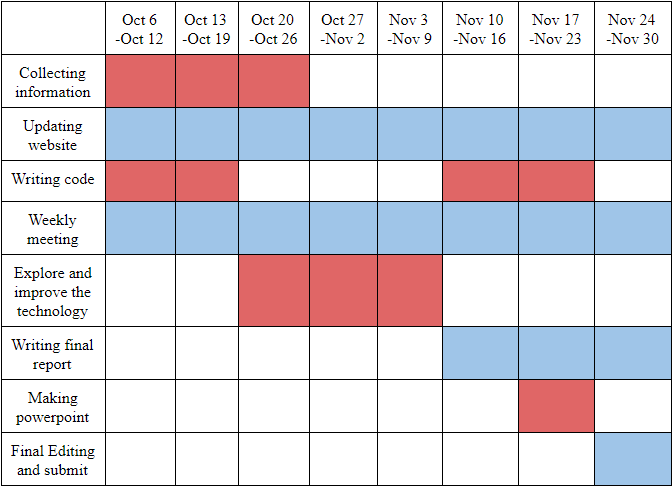 Oct 6
-Oct 12
Oct 13
-Oct 19
Oct 20
-Oct 26
Oct 27
-Nov 2
Nov 3
-Nov 9
Nov 10
-Nov 16
Nov 17
-Nov 23
Nov 24
-Nov 30
Collecting
information
Updating
website
Writing code
Weekly
meeting
Explore and
improve the
technology
Writing final
report
Making
powerpoint
Final Editing
and submit